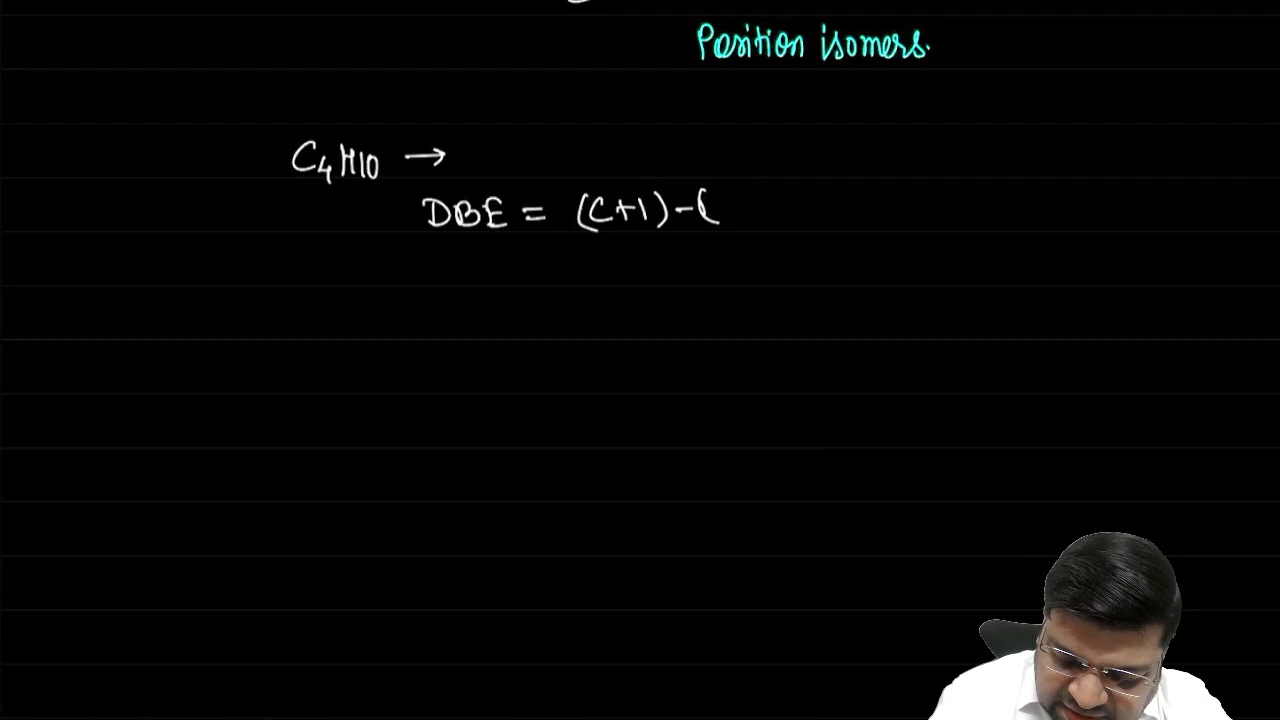 Position isomers.
C₄H10 →
DBE = (C+1)-(